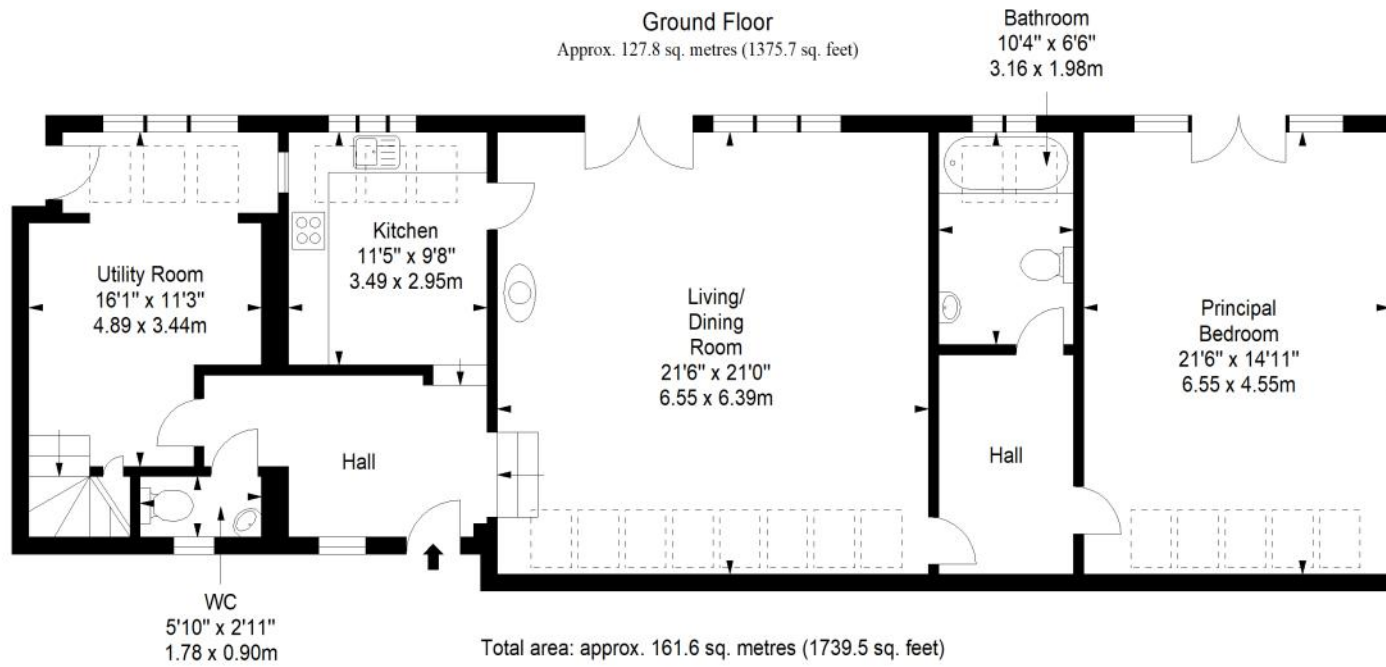 Ground Floor
Approx. 127.8 sq. metres (1375.7 sq. feet)
Bathroom
10'4" x 6'6"
3.16 x 1.98m
Utility Room
16'1" x 11'3"
4.89 x 3.44m
Kitchen
11'5" x 9'8"
3.49 x 2.95m
Living/
Dining
Room
21'6" x 21'0"
6.55 x 6.39m
Principal
Bedroom
21'6" x 14'11"
6.55 x 4.55m
Hall
Hall
WC
5'10" x 2'11"
1.78 x 0.90m
Total area: approx. 161.6 sq. metres (1739.5 sq. feet)